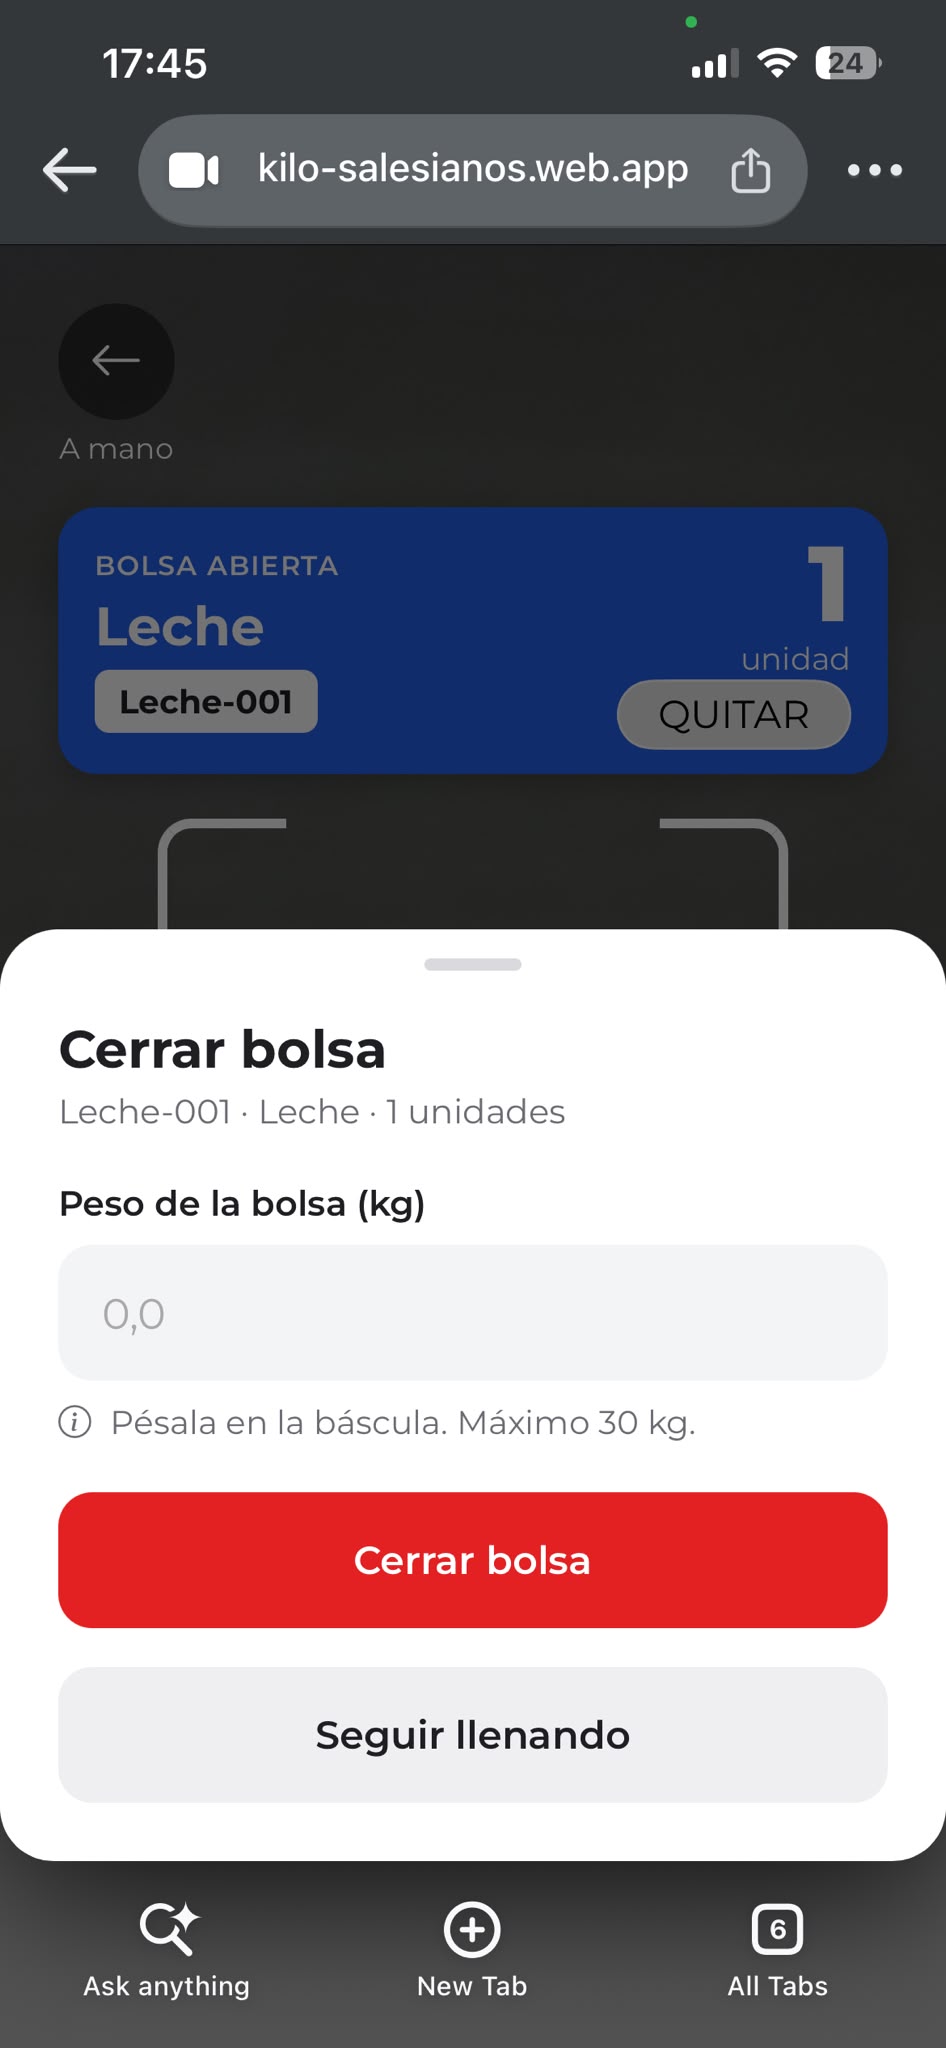 17:45
24
kilo-salesianos.web.app
A mano
BOLSA ABIERTA
Leche
Leche-001
1
unidad
QUITAR
Cerrar bolsa
Leche-001 · Leche · 1 unidades
Peso de la bolsa (kg)
0,0
Pésala en la báscula. Máximo 30 kg.
Cerrar bolsa
Seguir llenando
6
Ask anything
New Tab
All Tabs